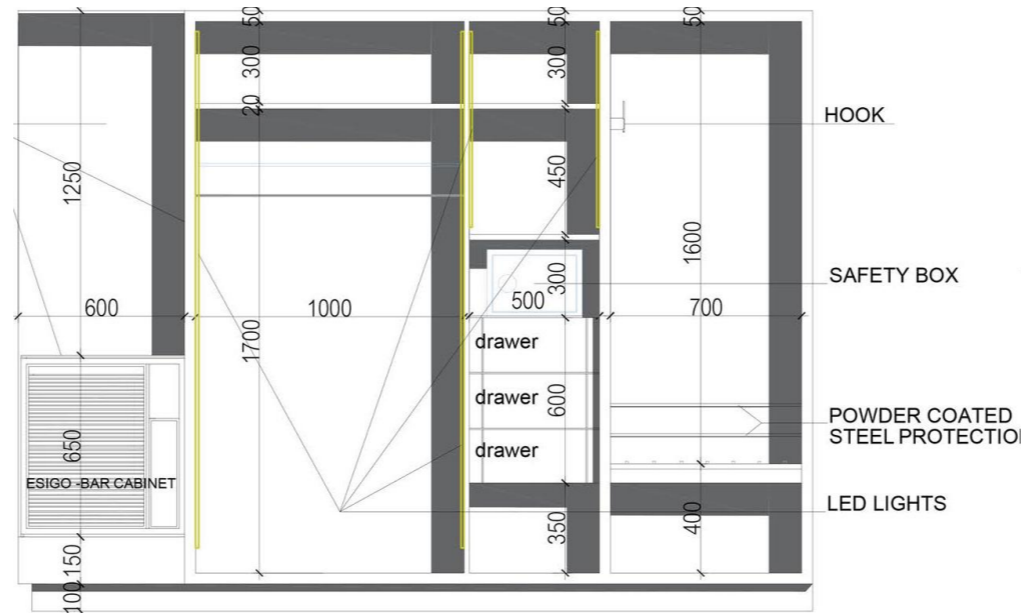 50
50
50
300
300
20
HOOK
1250
450
1600
SAFETY BOX
300
600
1000
500
700
1700
drawer
drawer
drawer
600
POWDER COATED
STEEL PROTECTIO
650
ESIGO -BAR CABINET
LED LIGHTS
400
350
150
100